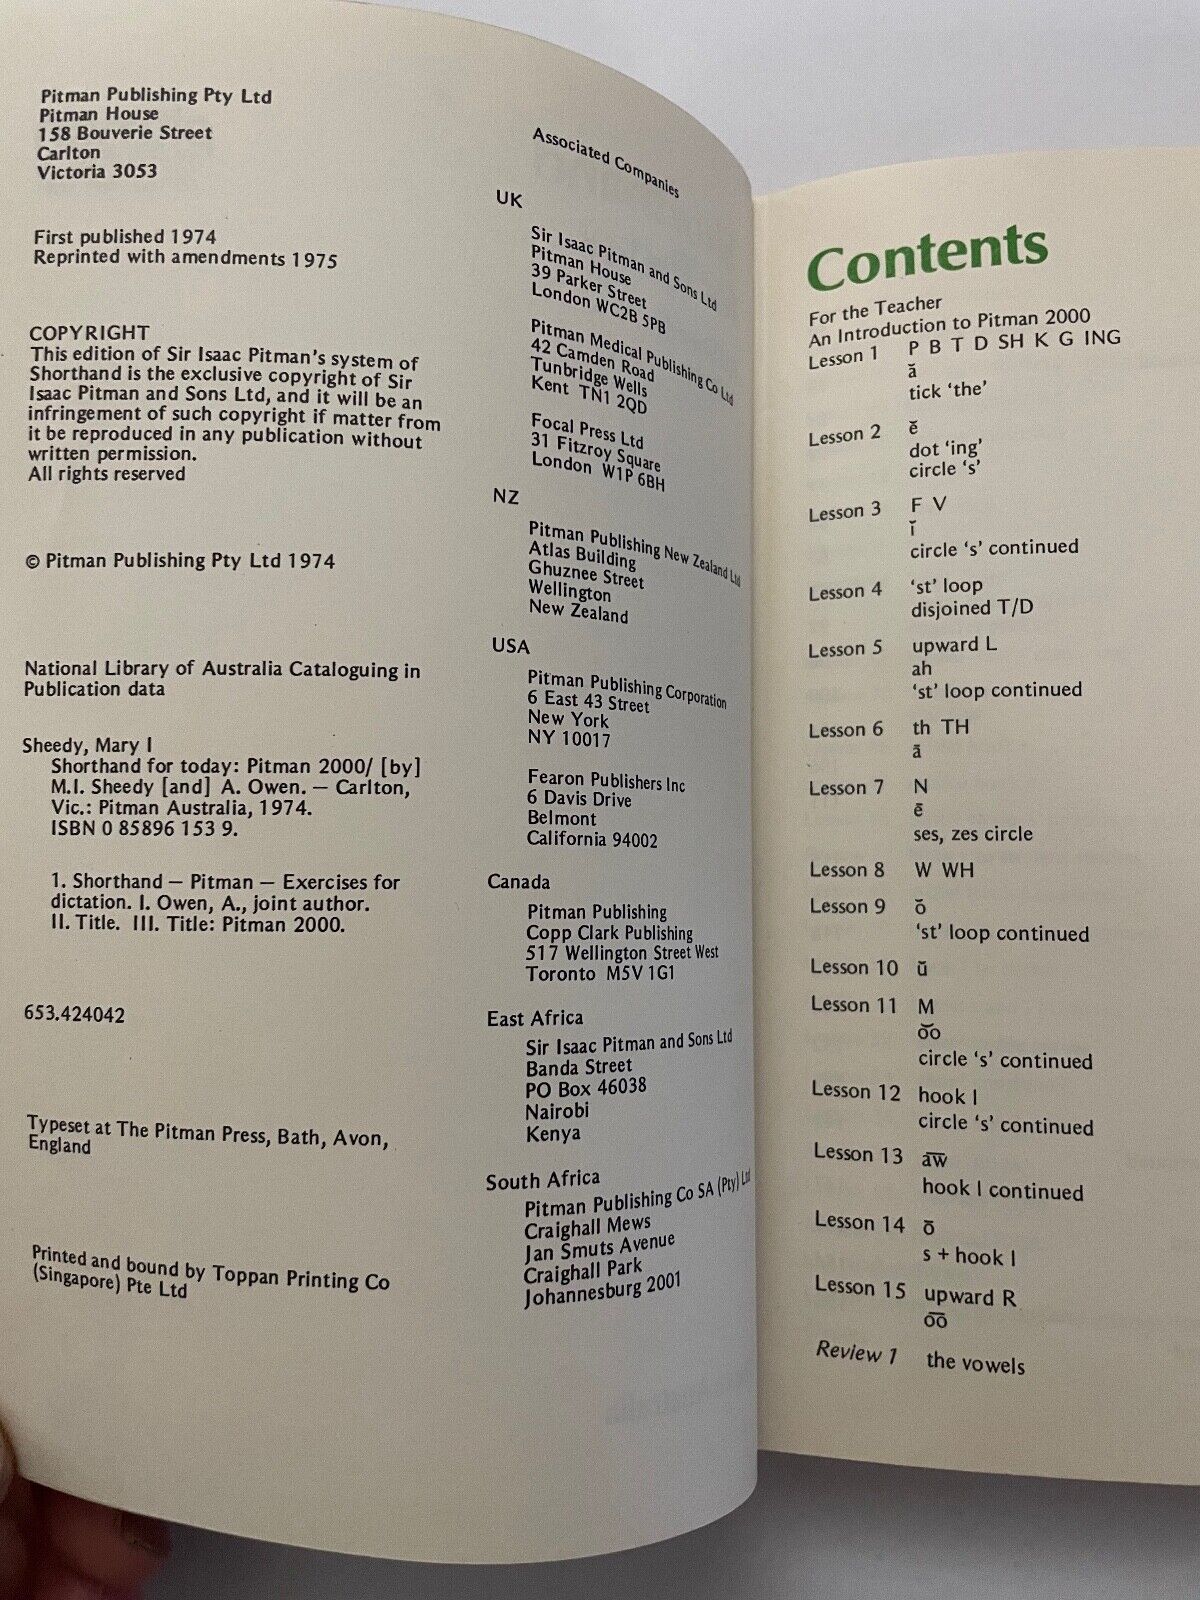 Pitman Publishing Pty Ltd
Pitman House
158 Bouverie Street
Carlton
Victoria 3053
First published 1974
Reprinted with amendments 1975
COPYRIGHT
This edition of Sir Isaac Pitman's system of
Shorthand is the exclusive copyright of Sir
Isaac Pitman and Sons Ltd, and it will be an
infringement of such copyright if matter from
it be reproduced in any publication without
written permission.
All rights reserved
© Pitman Publishing Pty Ltd 1974
National Library of Australia Cataloguing in
Publication data
Sheedy, Mary I
Shorthand for today: Pitman 2000/ [by]
M.I. Sheedy [and] A. Owen. — Carlton,
Vic.: Pitman Australia, 1974.
ISBN 0 85896 153 9.
1. Shorthand — Pitman — Exercises for
dictation. I. Owen, A., joint author.
II. Title. III. Title: Pitman 2000.
653.424042
Typeset at The Pitman Press, Bath, Avon,
England
Printed and bound by Toppan Printing Co
(Singapore) Pte Ltd
Associated Companies
UK
Sir Isaac Pitman and Sons Ltd
Pitman House
39 Parker Street
London WC2B 5PB
Pitman Medical Publishing Co Ltd
42 Camden Road
Tunbridge Wells
Kent TN1 2QD
Focal Press Ltd
31 Fitzroy Square
London W1P 6BH
NZ
Pitman Publishing New Zealand Ltd
Atlas Building
Ghuznee Street
Wellington
New Zealand
USA
Pitman Publishing Corporation
6 East 43 Street
New York
NY 10017
Fearon Publishers Inc
6 Davis Drive
Belmont
California 94002
Canada
Pitman Publishing
Copp Clark Publishing
517 Wellington Street West
Toronto M5V 1G1
East Africa
Sir Isaac Pitman and Sons Ltd
Banda Street
PO Box 46038
Nairobi
Kenya
South Africa
Pitman Publishing Co SA (Pty) Ltd
Craighall Mews
Jan Smuts Avenue
Craighall Park
Johannesburg 2001
Contents
For the Teacher
An Introduction to Pitman 2000
Lesson 1 P B T D SH K G ING
ă
tick 'the'
Lesson 2 ĕ
dot 'ing'
circle 's'
Lesson 3 F V
ĭ
circle 's' continued
Lesson 4 'st' loop
disjoined T/D
Lesson 5 upward L
ah
'st' loop continued
Lesson 6 th TH
ā
Lesson 7 N
ē
ses, zes circle
Lesson 8 W WH
Lesson 9 ŏ
'st' loop continued
Lesson 10 ŭ
Lesson 11 M
o͝o
circle 's' continued
Lesson 12 hook l
circle 's' continued
Lesson 13 a͞w
hook l continued
Lesson 14 ō
s + hook l
Lesson 15 upward R
o͞o
Review 1 the vowels